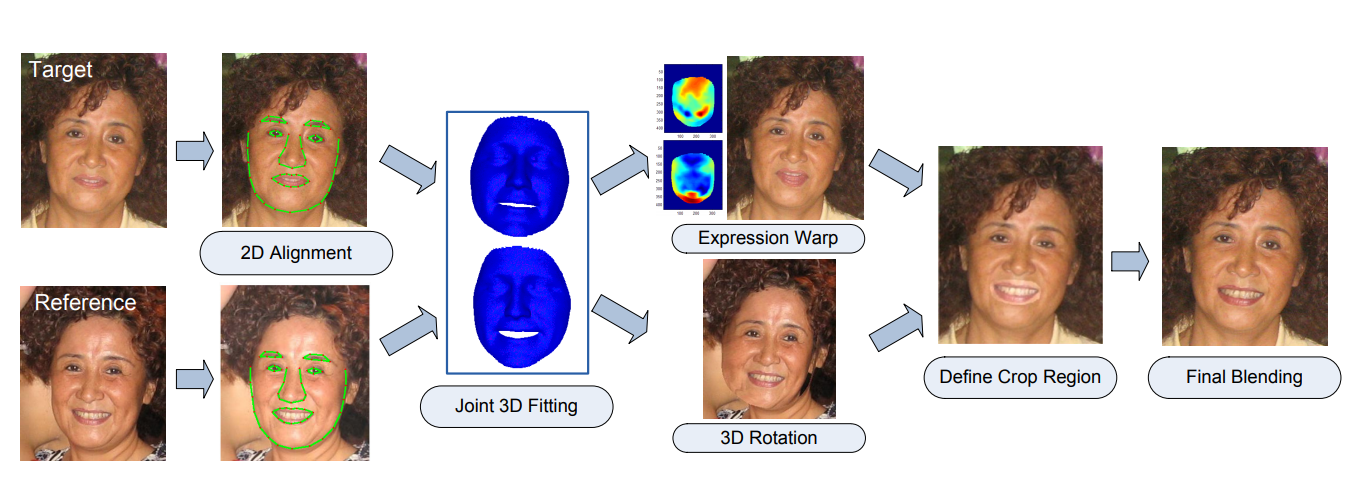 Target
Reference
2D Alignment
Joint 3D Fitting
Expression Warp
3D Rotation
Define Crop Region
Final Blending